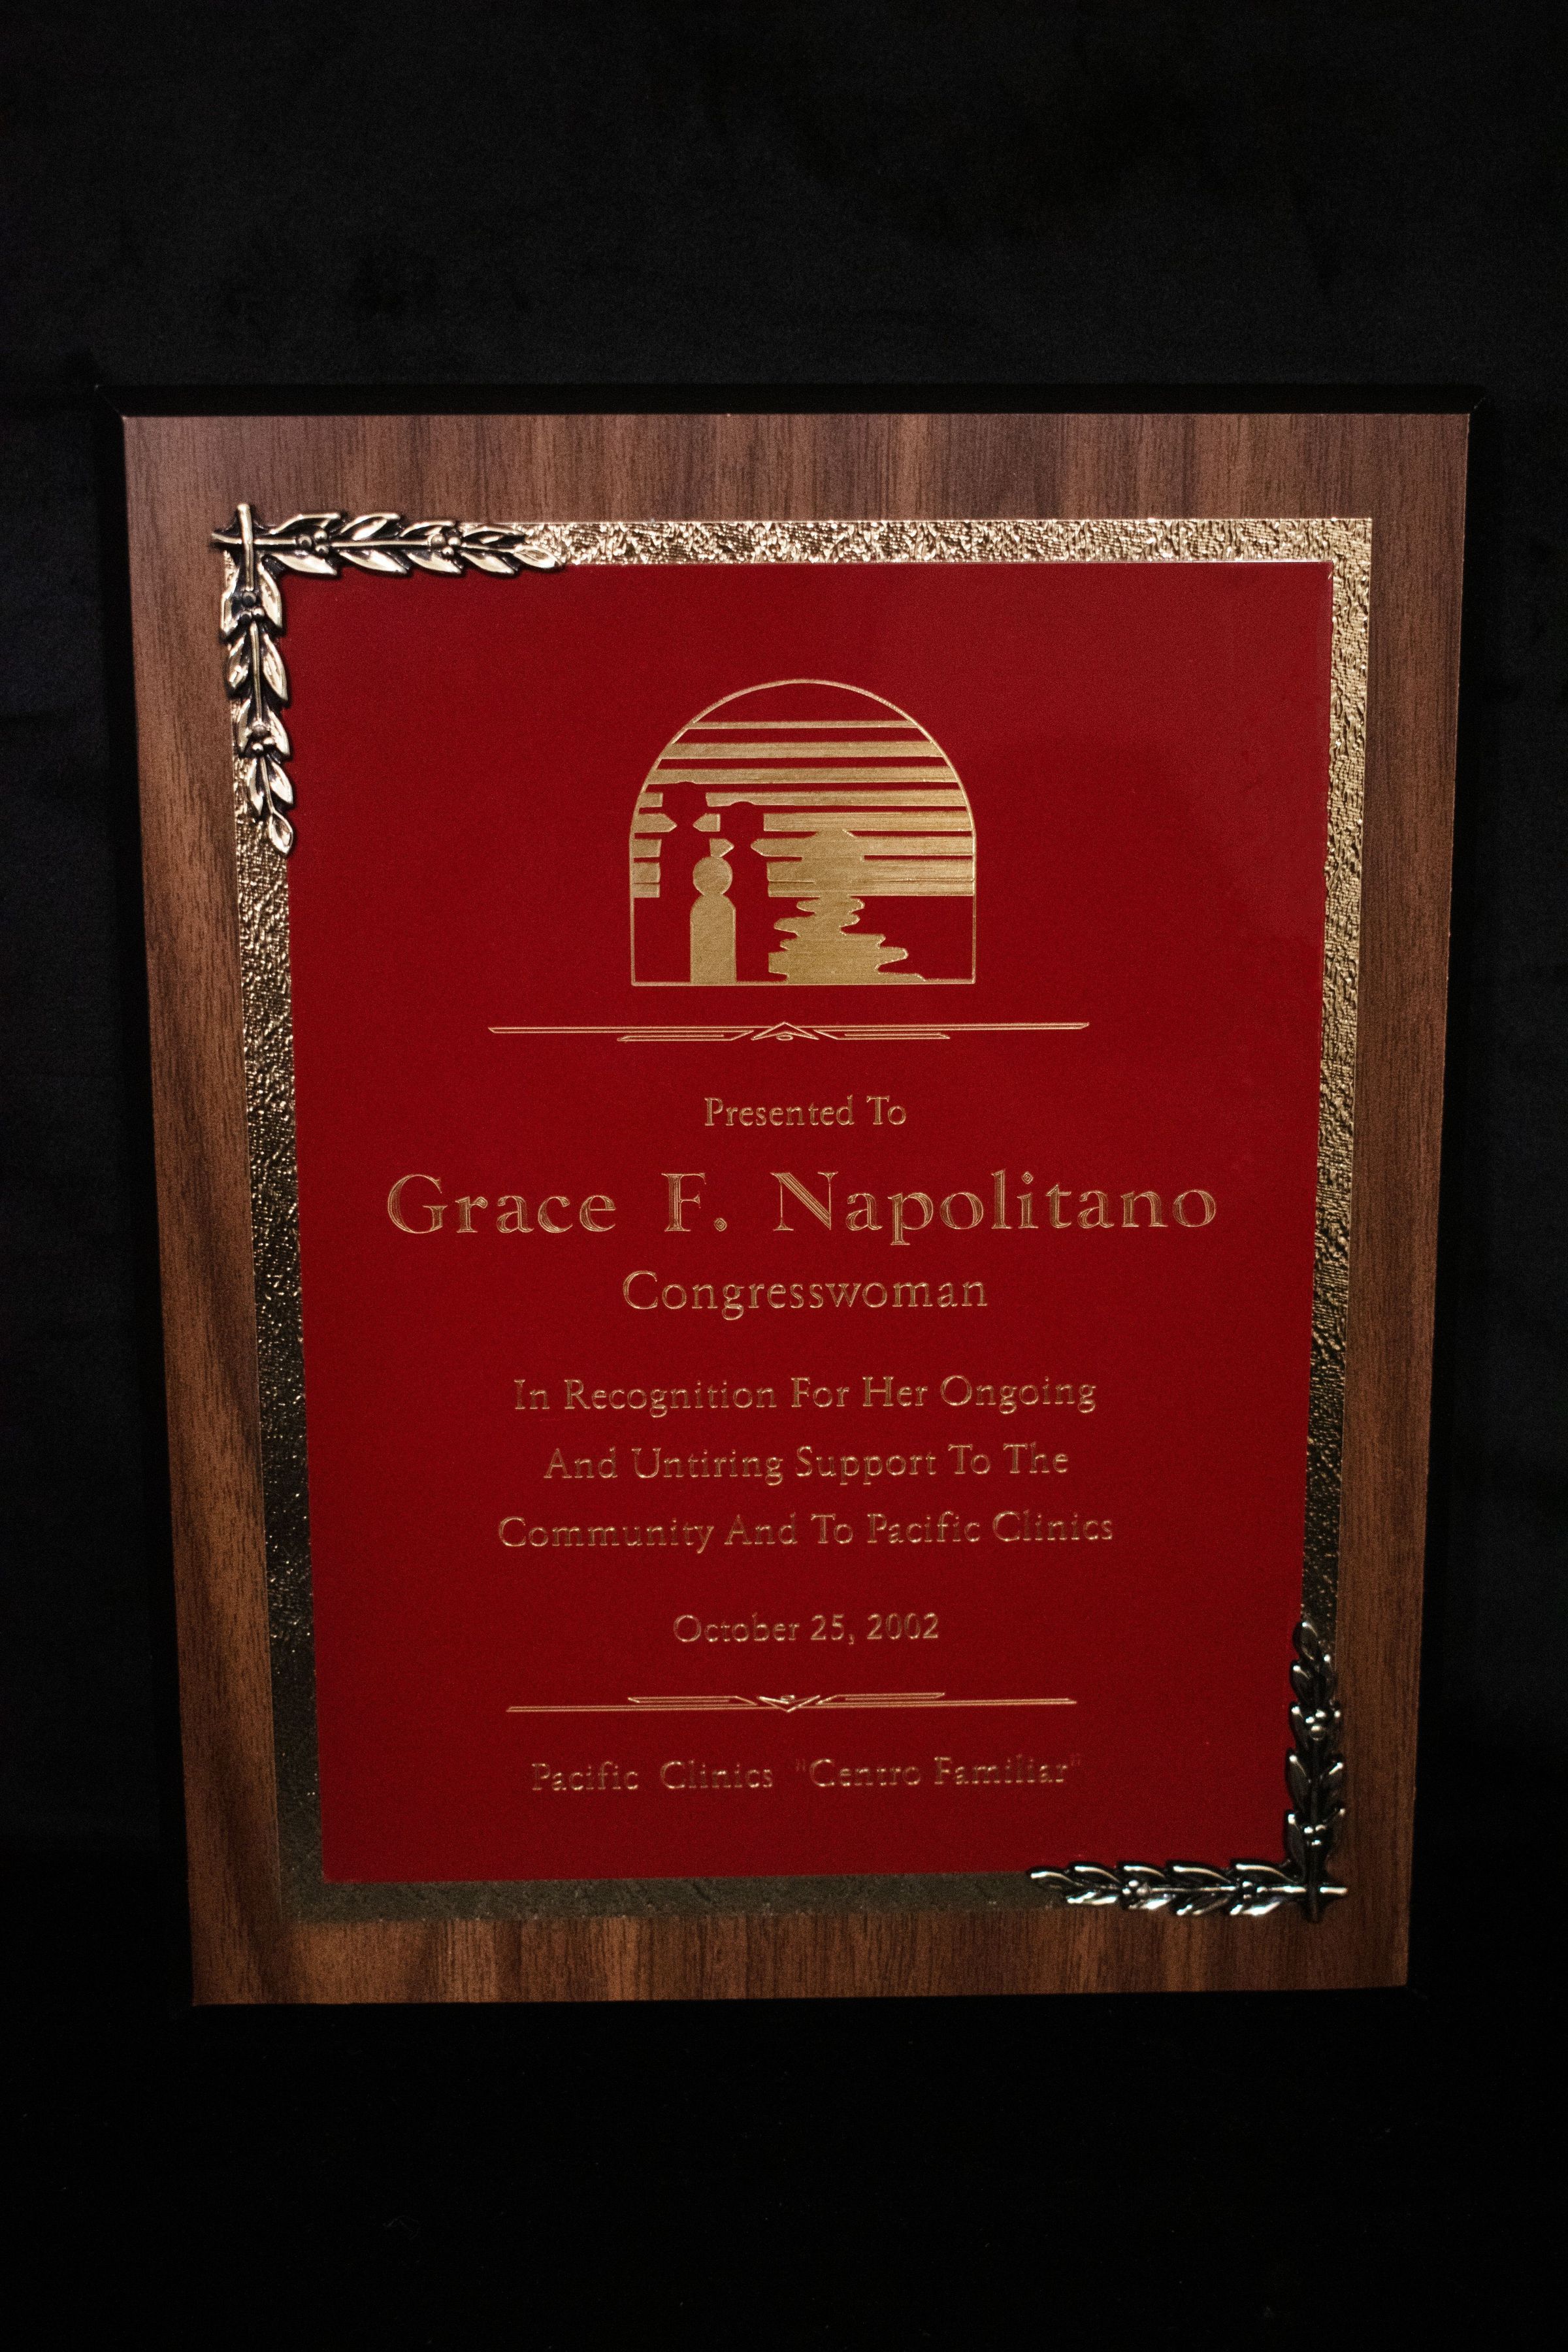 Presented To
Grace F. Napolitano
Congresswoman
In Recognition For Her Ongoing
And Untiring Support To The
Community And To Pacific Clinics
October 25, 2002
Pacific Clinics "Centro Familiar"